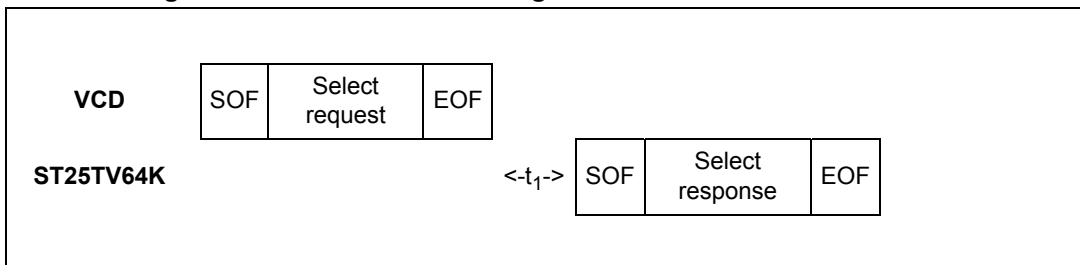 VCD SOF Select request EOF
ST25TV64K <-t1-> SOF Select response EOF